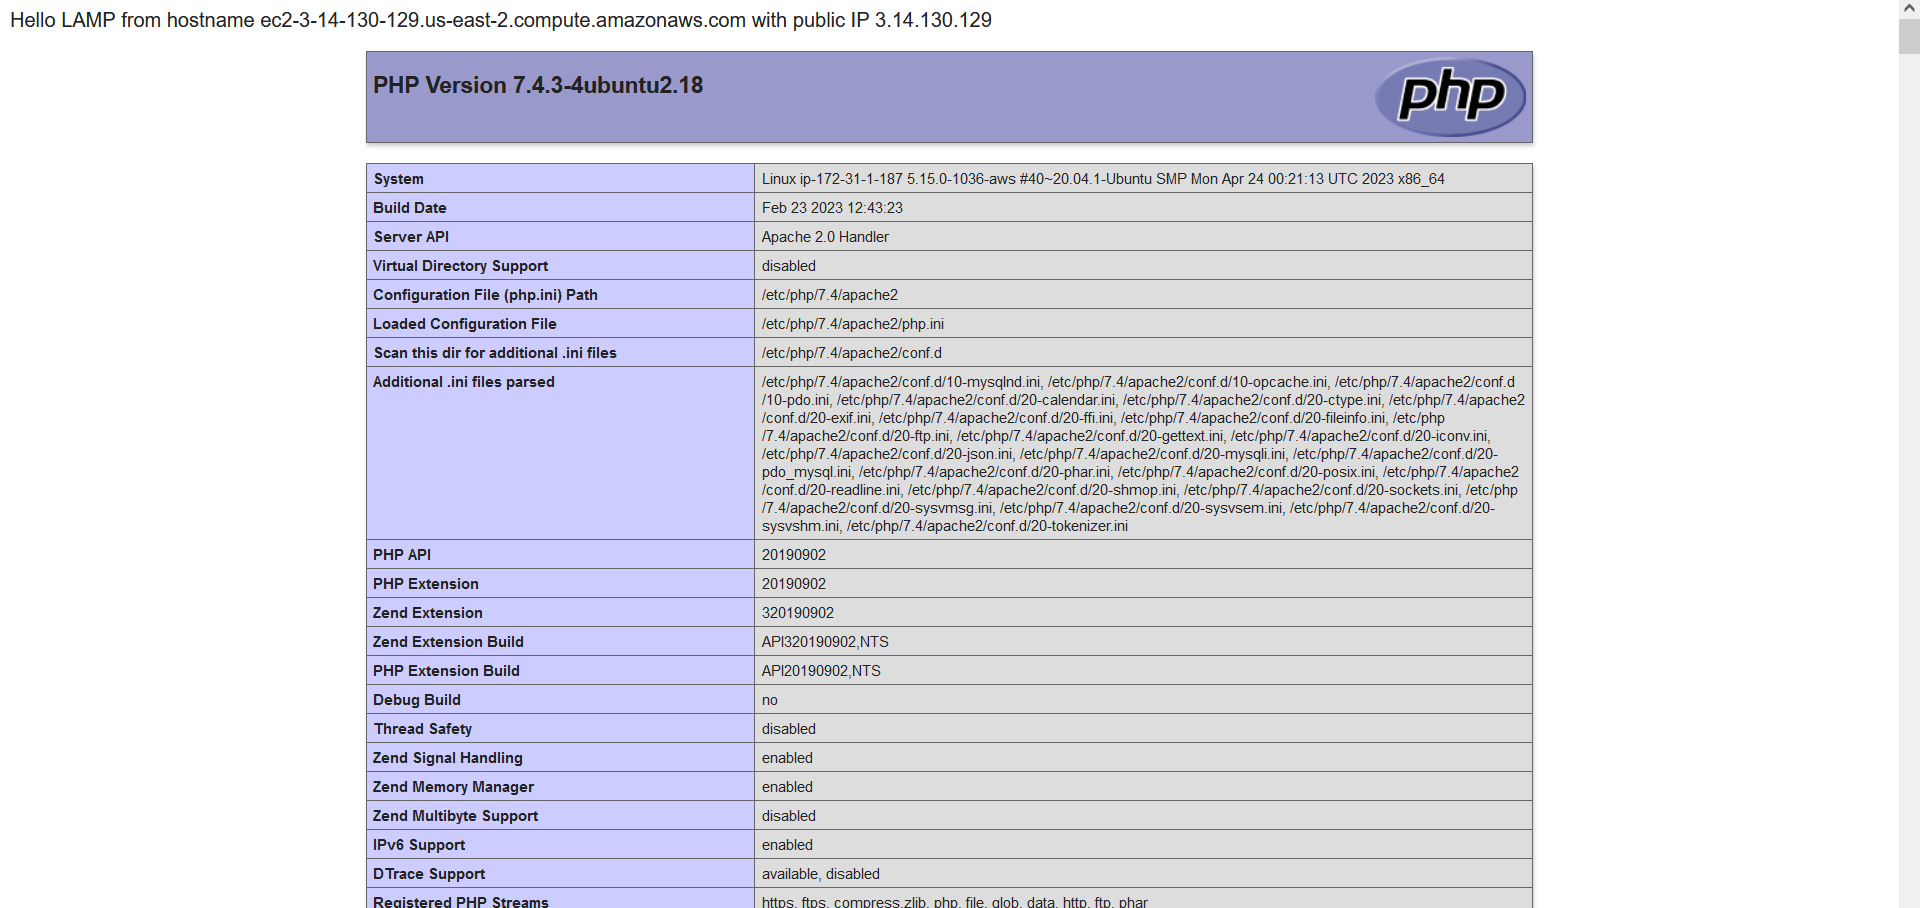 Hello LAMP from hostname ec2-3-14-130-129.us-east-2.compute.amazonaws.com with public IP 3.14.130.129
PHP Version 7.4.3-4ubuntu2.18
php
System Linux ip-172-31-1-187 5.15.0-1036-aws #40~20.04.1-Ubuntu SMP Mon Apr 24 00:21:13 UTC 2023 x86_64
Build Date Feb 23 2023 12:43:23
Server API Apache 2.0 Handler
Virtual Directory Support disabled
Configuration File (php.ini) Path /etc/php/7.4/apache2
Loaded Configuration File /etc/php/7.4/apache2/php.ini
Scan this dir for additional .ini files /etc/php/7.4/apache2/conf.d
Additional .ini files parsed /etc/php/7.4/apache2/conf.d/10-mysqlnd.ini, /etc/php/7.4/apache2/conf.d/10-opcache.ini, /etc/php/7.4/apache2/conf.d
/10-pdo.ini, /etc/php/7.4/apache2/conf.d/20-calendar.ini, /etc/php/7.4/apache2/conf.d/20-ctype.ini, /etc/php/7.4/apache2
/conf.d/20-exif.ini, /etc/php/7.4/apache2/conf.d/20-ffi.ini, /etc/php/7.4/apache2/conf.d/20-fileinfo.ini, /etc/php
/7.4/apache2/conf.d/20-ftp.ini, /etc/php/7.4/apache2/conf.d/20-gettext.ini, /etc/php/7.4/apache2/conf.d/20-iconv.ini,
/etc/php/7.4/apache2/conf.d/20-json.ini, /etc/php/7.4/apache2/conf.d/20-mysqli.ini, /etc/php/7.4/apache2/conf.d/20-
pdo_mysql.ini, /etc/php/7.4/apache2/conf.d/20-phar.ini, /etc/php/7.4/apache2/conf.d/20-posix.ini, /etc/php/7.4/apache2
/conf.d/20-readline.ini, /etc/php/7.4/apache2/conf.d/20-shmop.ini, /etc/php/7.4/apache2/conf.d/20-sockets.ini, /etc/php
/7.4/apache2/conf.d/20-sysvmsg.ini, /etc/php/7.4/apache2/conf.d/20-sysvsem.ini, /etc/php/7.4/apache2/conf.d/20-
sysvshm.ini, /etc/php/7.4/apache2/conf.d/20-tokenizer.ini
PHP API 20190902
PHP Extension 20190902
Zend Extension 320190902
Zend Extension Build API320190902,NTS
PHP Extension Build API20190902,NTS
Debug Build no
Thread Safety disabled
Zend Signal Handling enabled
Zend Memory Manager enabled
Zend Multibyte Support disabled
IPv6 Support enabled
DTrace Support available, disabled
Registered PHP Streams https, ftps, compress.zlib, php, file, glob, data, http, ftp, phar